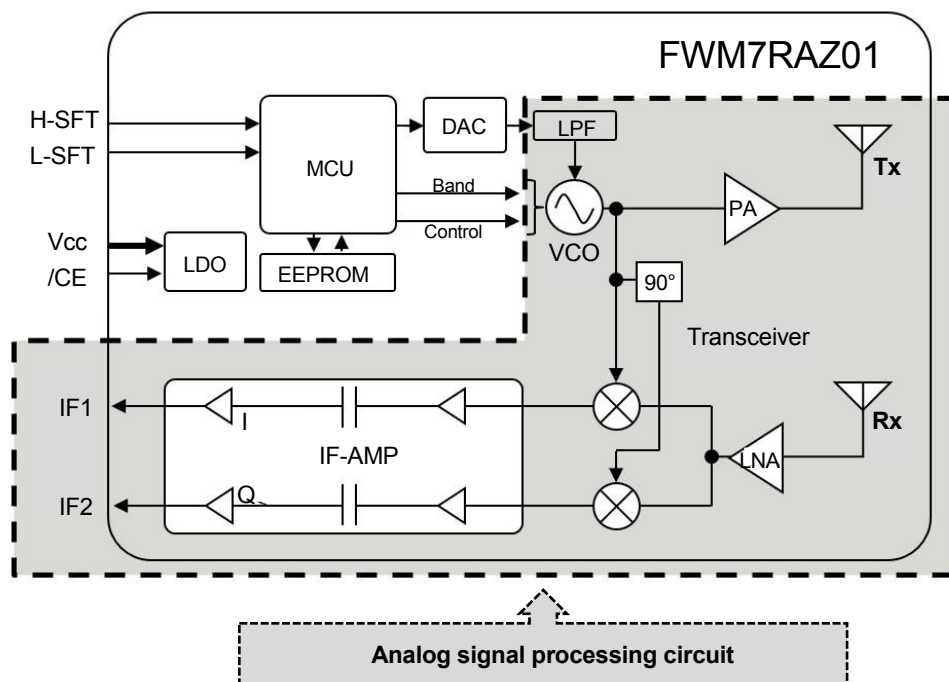 FWM7RAZ01
H-SFT
L-SFT
MCU
DAC
LPF
Band
Control
VCO
PA
Tx
Vcc
/CE
LDO
EEPROM
90°
Transceiver
IF1
I
IF-AMP
IF2
Q
LNA
Rx
Analog signal processing circuit